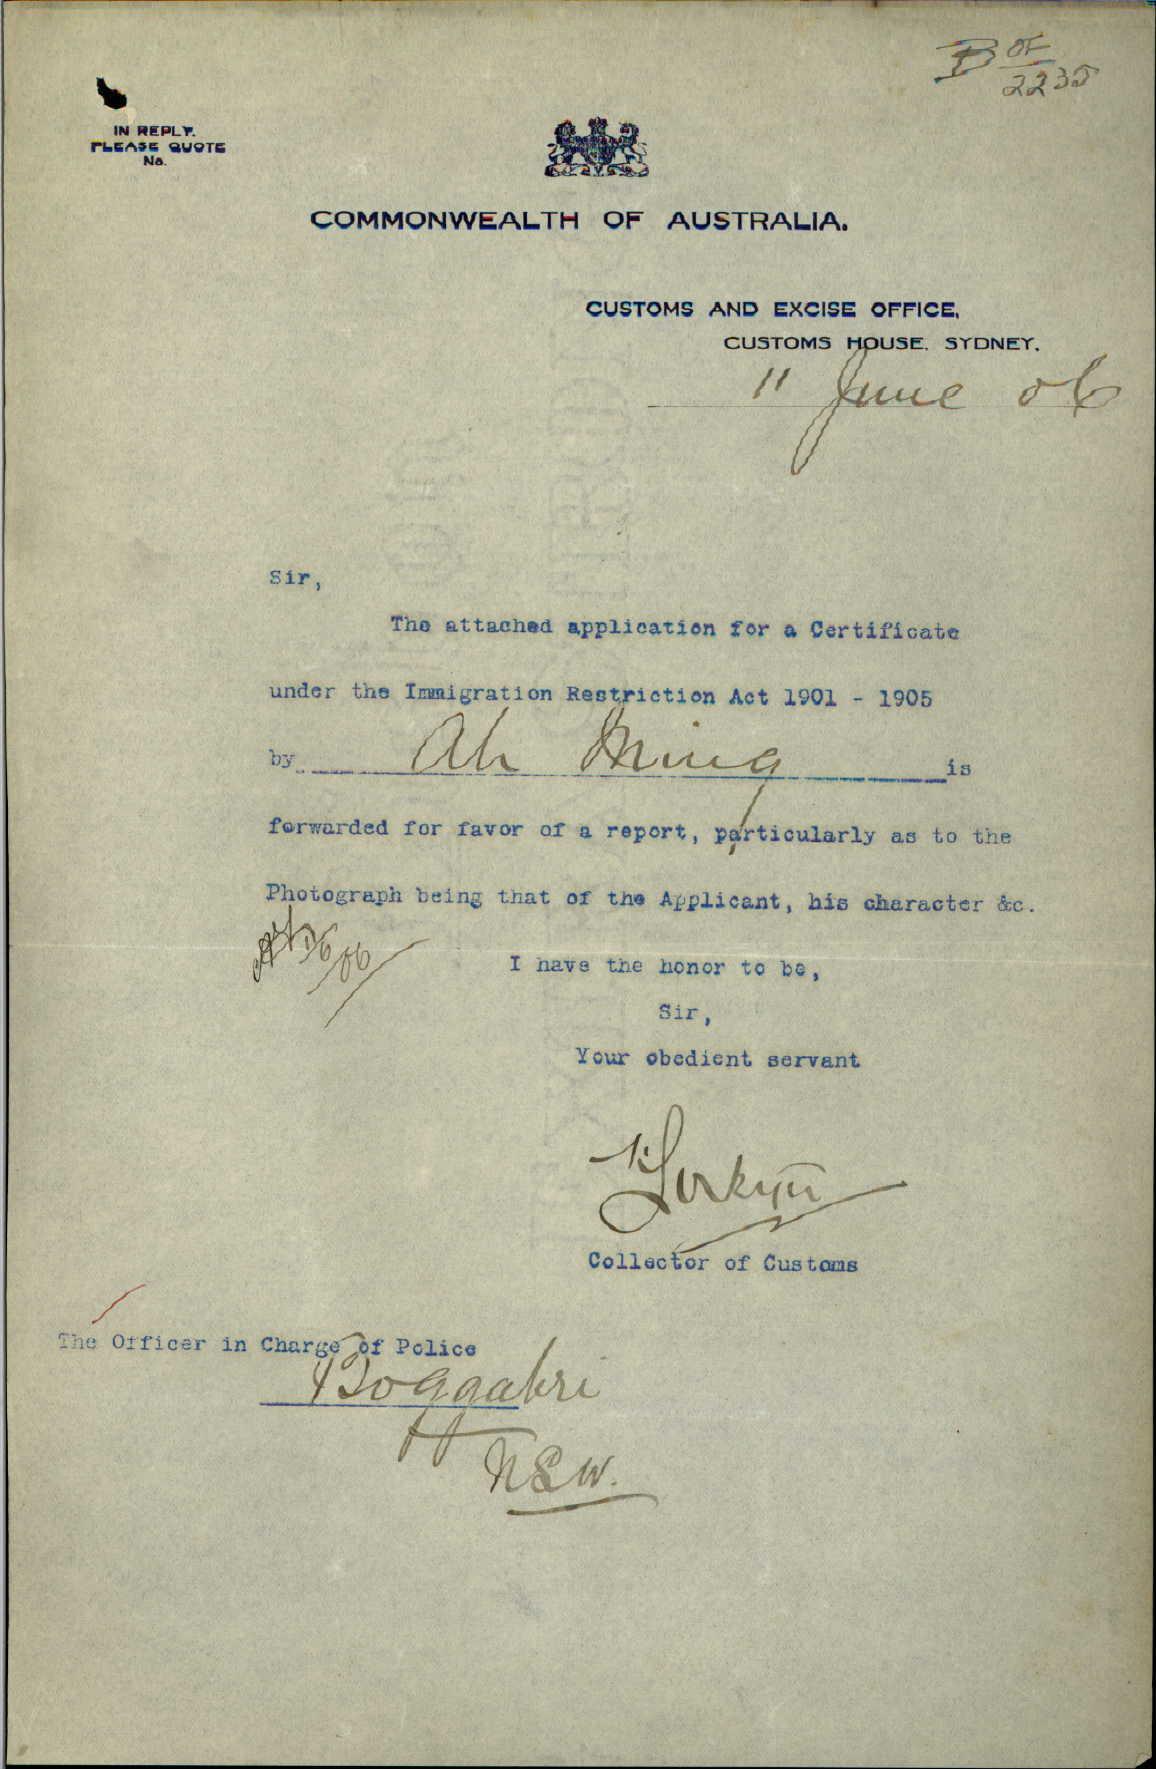 B 06
2235
IN REPLY.
PLEASE QUOTE
No.
COMMONWEALTH OF AUSTRALIA.
CUSTOMS AND EXCISE OFFICE,
CUSTOMS HOUSE. SYDNEY.
11 June 06
Sir,
The attached application for a Certificate
under the Immigration Restriction Act 1901 - 1905
by Ah Ming is
forwarded for favor of a report, particularly as to the
Photograph being that of the Applicant, his character &c.
I have the honor to be,
Sir,
Your obedient servant
Collector of Customs
The Officer in Charge of Police
Boggabri
NSW.